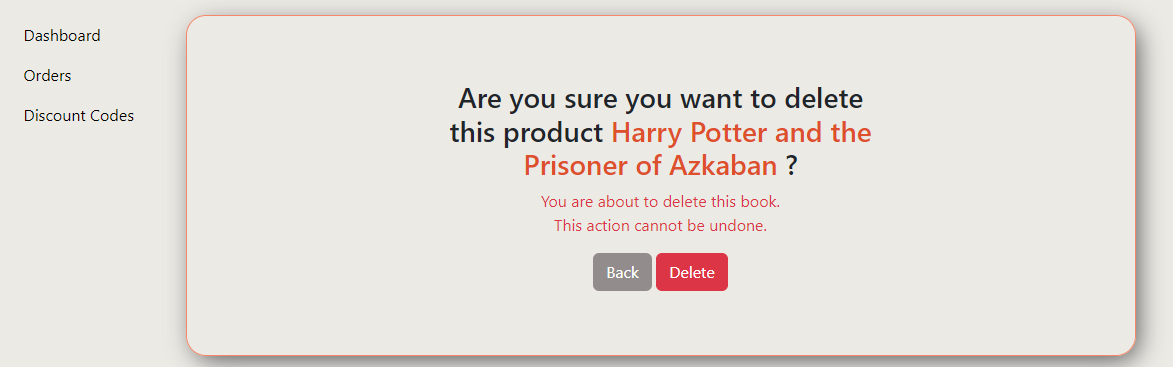 Dashboard
Orders
Discount Codes
Are you sure you want to delete
this product Harry Potter and the
Prisoner of Azkaban ?
You are about to delete this book.
This action cannot be undone.
Back Delete